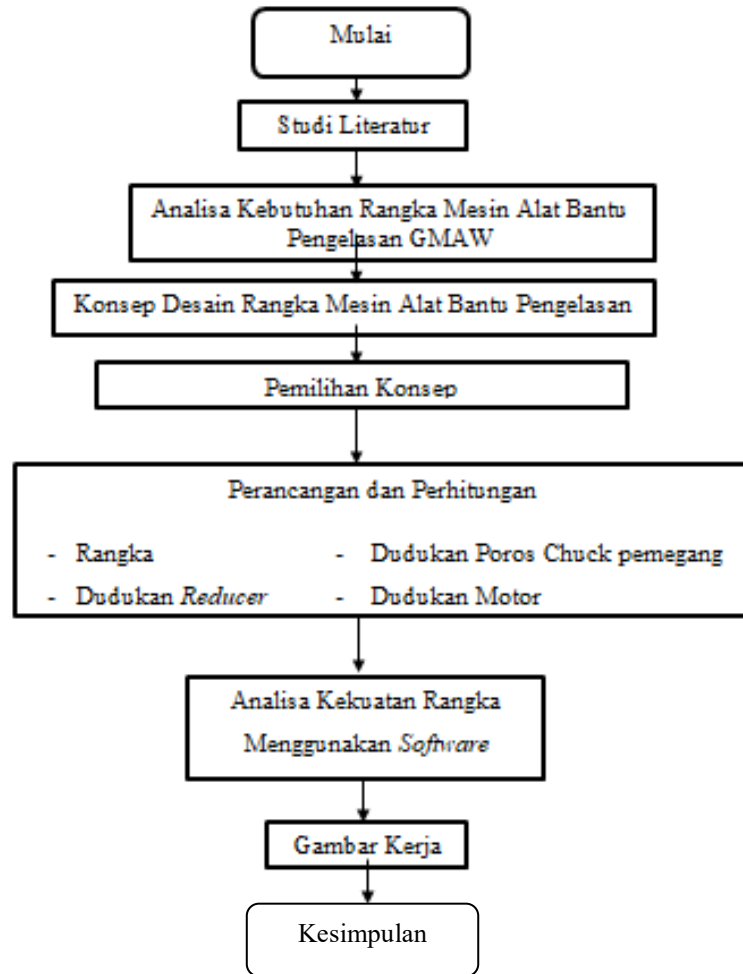 Mulai
Studi Literatur
Analisa Kebutuhan Rangka Mesin Alat Bantu
Pengelasan GMAW
Konsep Desain Rangka Mesin Alat Bantu Pengelasan
Pemilihan Konsep
Perancangan dan Perhitungan
- Rangka - Dudukan Poros Chuck pemegang
- Dudukan Reducer - Dudukan Motor
Analisa Kekuatan Rangka
Menggunakan Software
Gambar Kerja
Kesimpulan